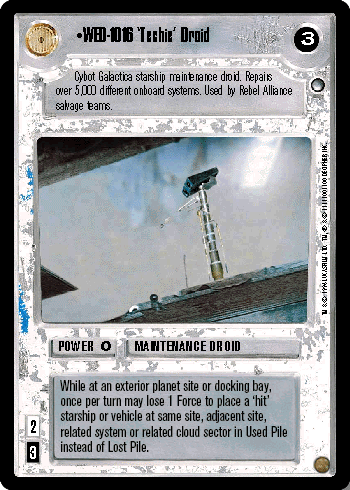 •WED-1016 'Techie' Droid
3
Cybot Galactica starship maintenance droid. Repairs
over 5,000 different onboard systems. Used by Rebel Alliance
salvage teams.
POWER 0
MAINTENANCE DROID
While at an exterior planet site or docking bay,
once per turn may lose 1 Force to place a 'hit'
starship or vehicle at same site, adjacent site,
related system or related cloud sector in Used Pile
instead of Lost Pile.
2
3